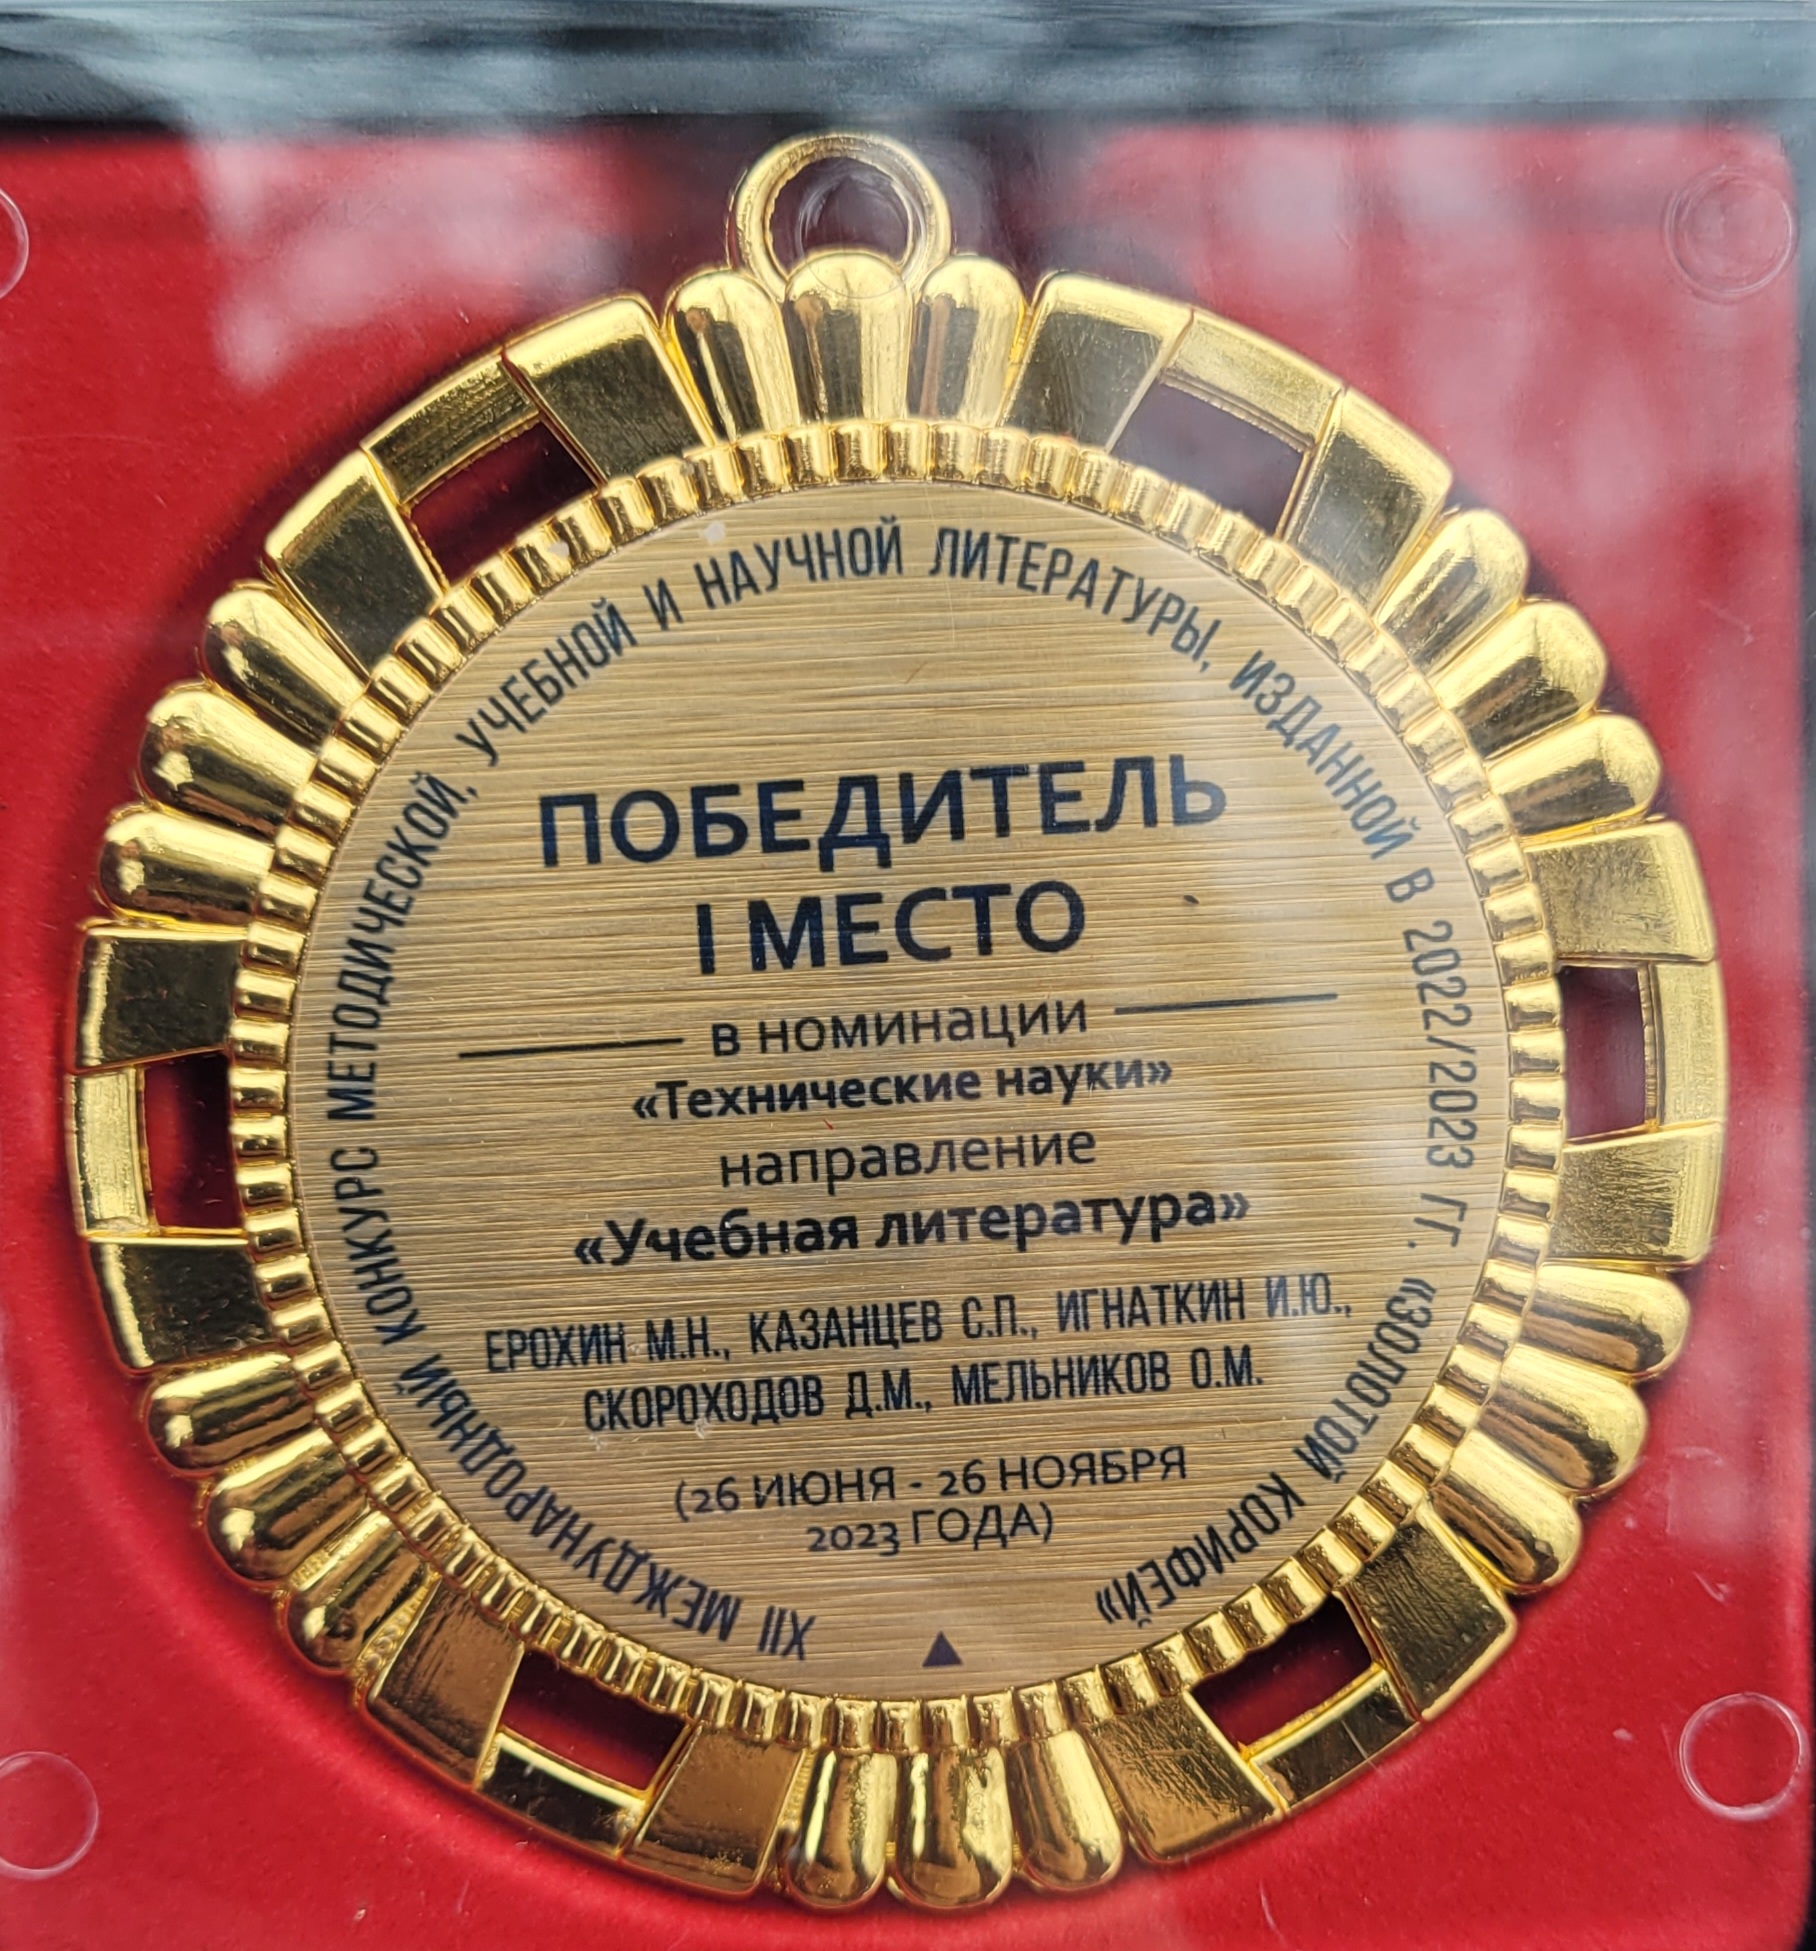 XII МЕЖДУНАРОДНЫЙ КОНКУРС МЕТОДИЧЕСКОЙ, УЧЕБНОЙ И НАУЧНОЙ ЛИТЕРАТУРЫ, ИЗДАННОЙ В 2022/2023 ГГ. «ЗОЛОТОЙ КОРИФЕЙ»
ПОБЕДИТЕЛЬ
I МЕСТО
в номинации
«Технические науки»
направление
«Учебная литература»
ЕРОХИН М.Н., КАЗАНЦЕВ С.П., ИГНАТКИН И.Ю.,
СКОРОХОДОВ Д.М., МЕЛЬНИКОВ О.М.
(26 ИЮНЯ - 26 НОЯБРЯ
2023 ГОДА)